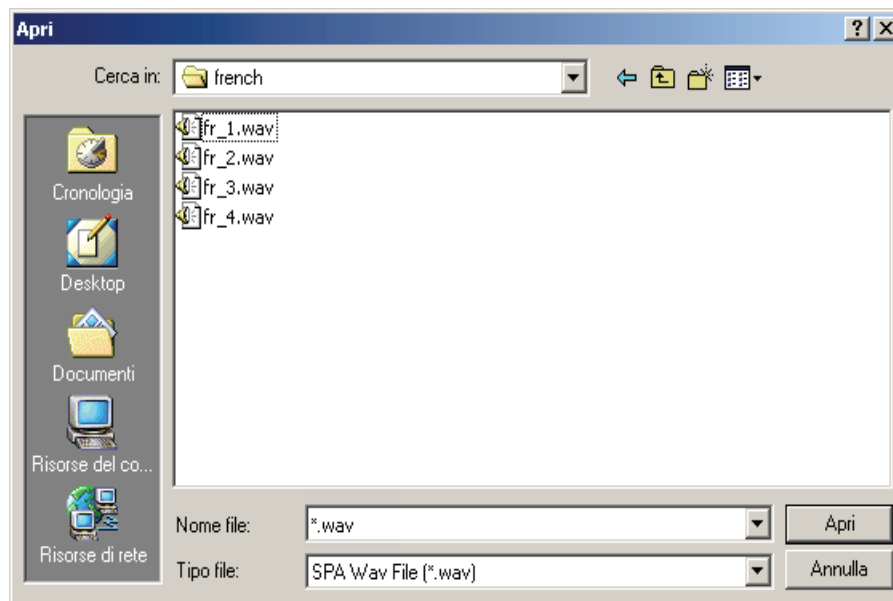 Apri
Cerca in: french
fr_1.wav
fr_2.wav
fr_3.wav
fr_4.wav
Cronologia
Desktop
Documenti
Risorse del co...
Risorse di rete
Nome file: *.wav Apri
Tipo file: SPA Wav File (*.wav) Annulla